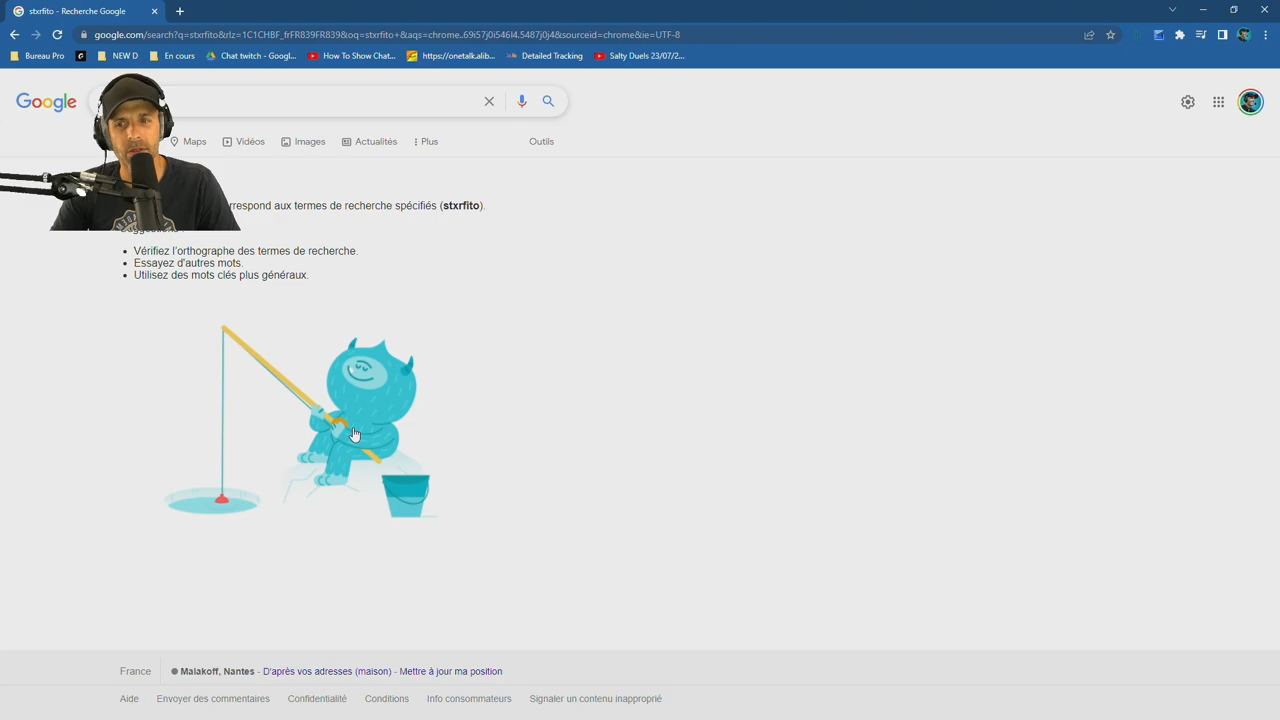 stxrfito - Recherche Google
google.com/search?q=stxrfito&rlz=1C1CHBF_frFR839FR839&oq=stxrfito+&aqs=chrome..69i57j0i546l4.5487j0j4&sourceid=chrome&ie=UTF-8
Bureau Pro
NEW D
En cours
Chat twitch - Googl...
How To Show Chat...
https://onetalk.alib...
Detailed Tracking
Salty Duels 23/07/2...
Google
Maps
Vidéos
Images
Actualités
Plus
Outils
rrespond aux termes de recherche spécifiés (stxrfito).
Vérifiez l'orthographe des termes de recherche.
Essayez d'autres mots.
Utilisez des mots clés plus généraux.
France
Malakoff, Nantes - D'après vos adresses (maison) - Mettre à jour ma position
Aide
Envoyer des commentaires
Confidentialité
Conditions
Info consommateurs
Signaler un contenu inapproprié